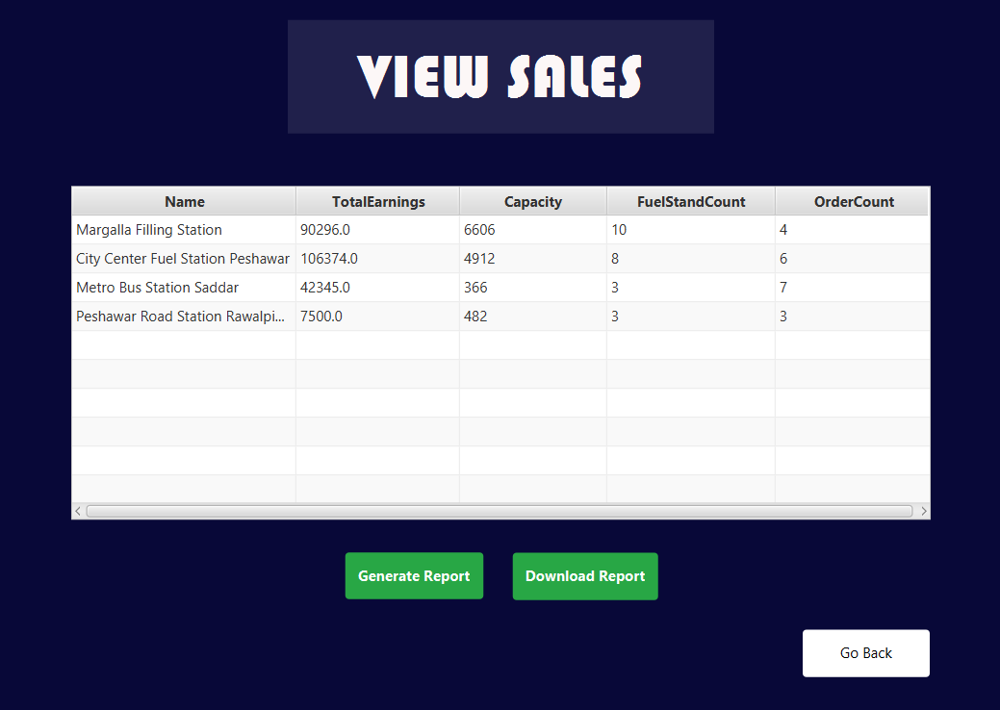 VIEW SALES
Name TotalEarnings Capacity FuelStandCount OrderCount
Margalla Filling Station 90296.0 6606 10 4
City Center Fuel Station Peshawar 106374.0 4912 8 6
Metro Bus Station Saddar 42345.0 366 3 7
Peshawar Road Station Rawalpi... 7500.0 482 3 3
Generate Report Download Report
Go Back